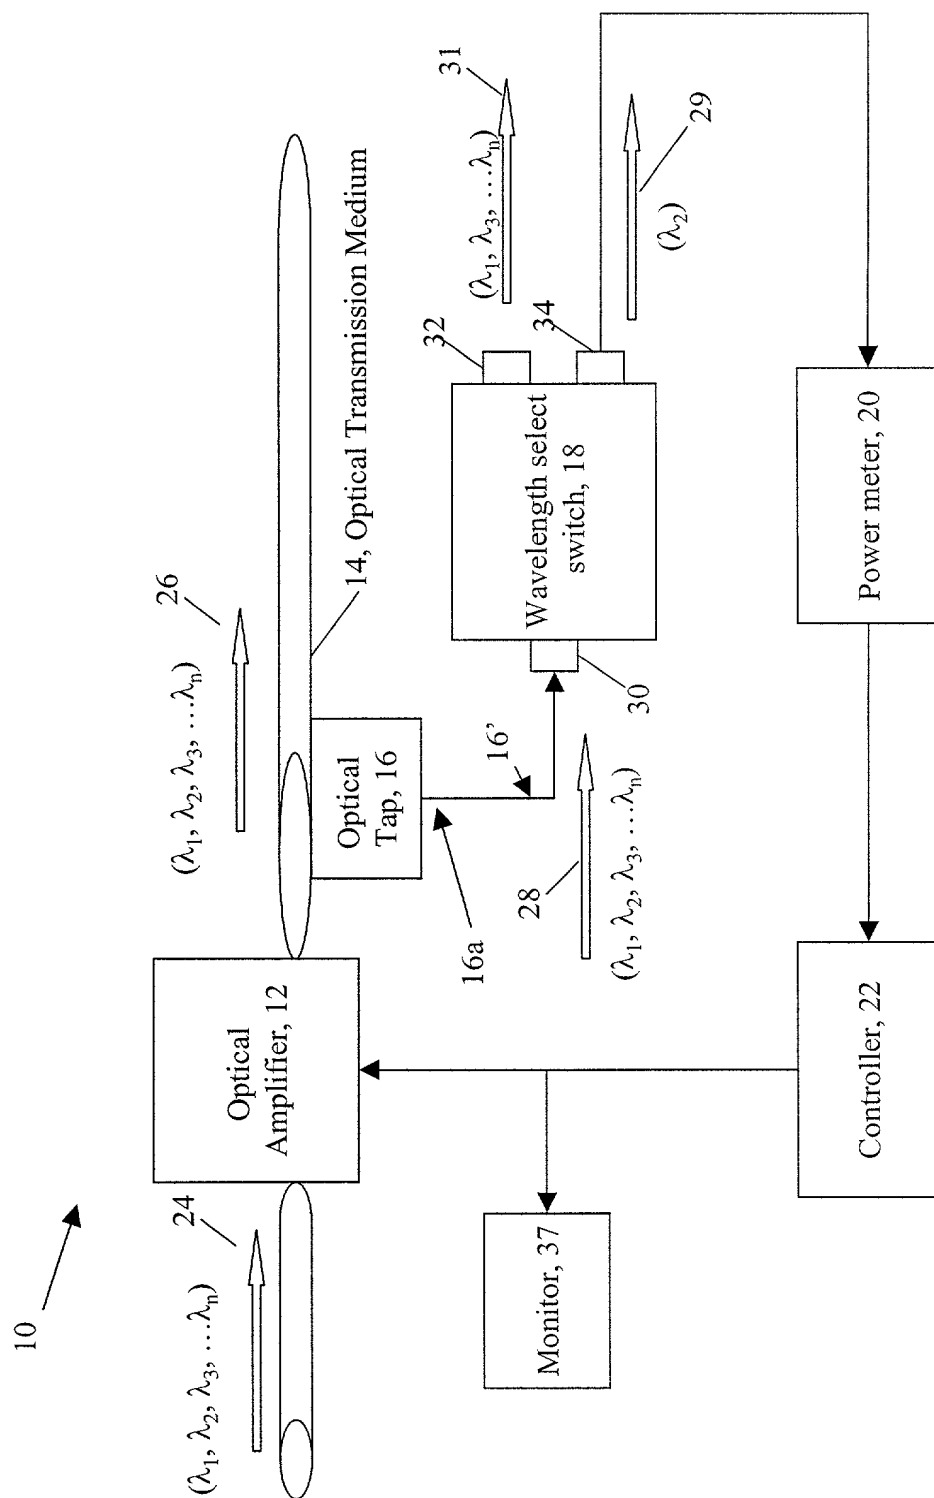 10
24
(λ1, λ2, λ3, …λn)
Optical
Amplifier, 12
26
(λ1, λ2, λ3, …λn)
14, Optical Transmission Medium
Optical
Tap, 16
16a
16’
28
(λ1, λ2, λ3, …λn)
30
Wavelength select
switch, 18
32
34
31
(λ1, λ3, …λn)
29
(λ2)
Monitor, 37
Controller, 22
Power meter, 20